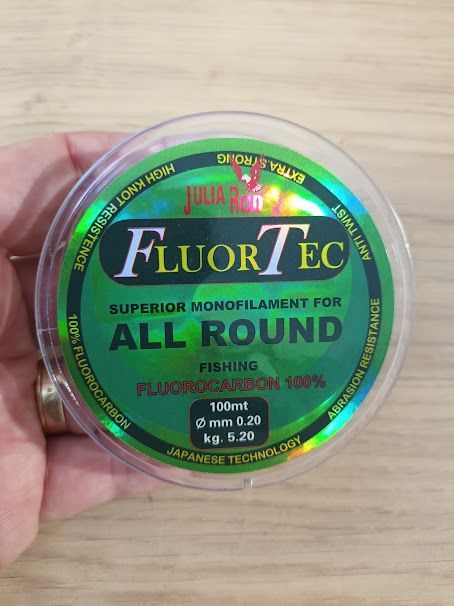 JULIA ROD
FLUORTEC
SUPERIOR MONOFILAMENT FOR
ALL ROUND
FISHING
FLUOROCARBON 100%
100mt
Ø mm 0.20
kg. 5.20
100% FLUOROCARBON
HIGH KNOT RESISTENCE
EXTRA STRONG
ANTI TWIST
ABRASION RESISTANCE
JAPANESE TECHNOLOGY